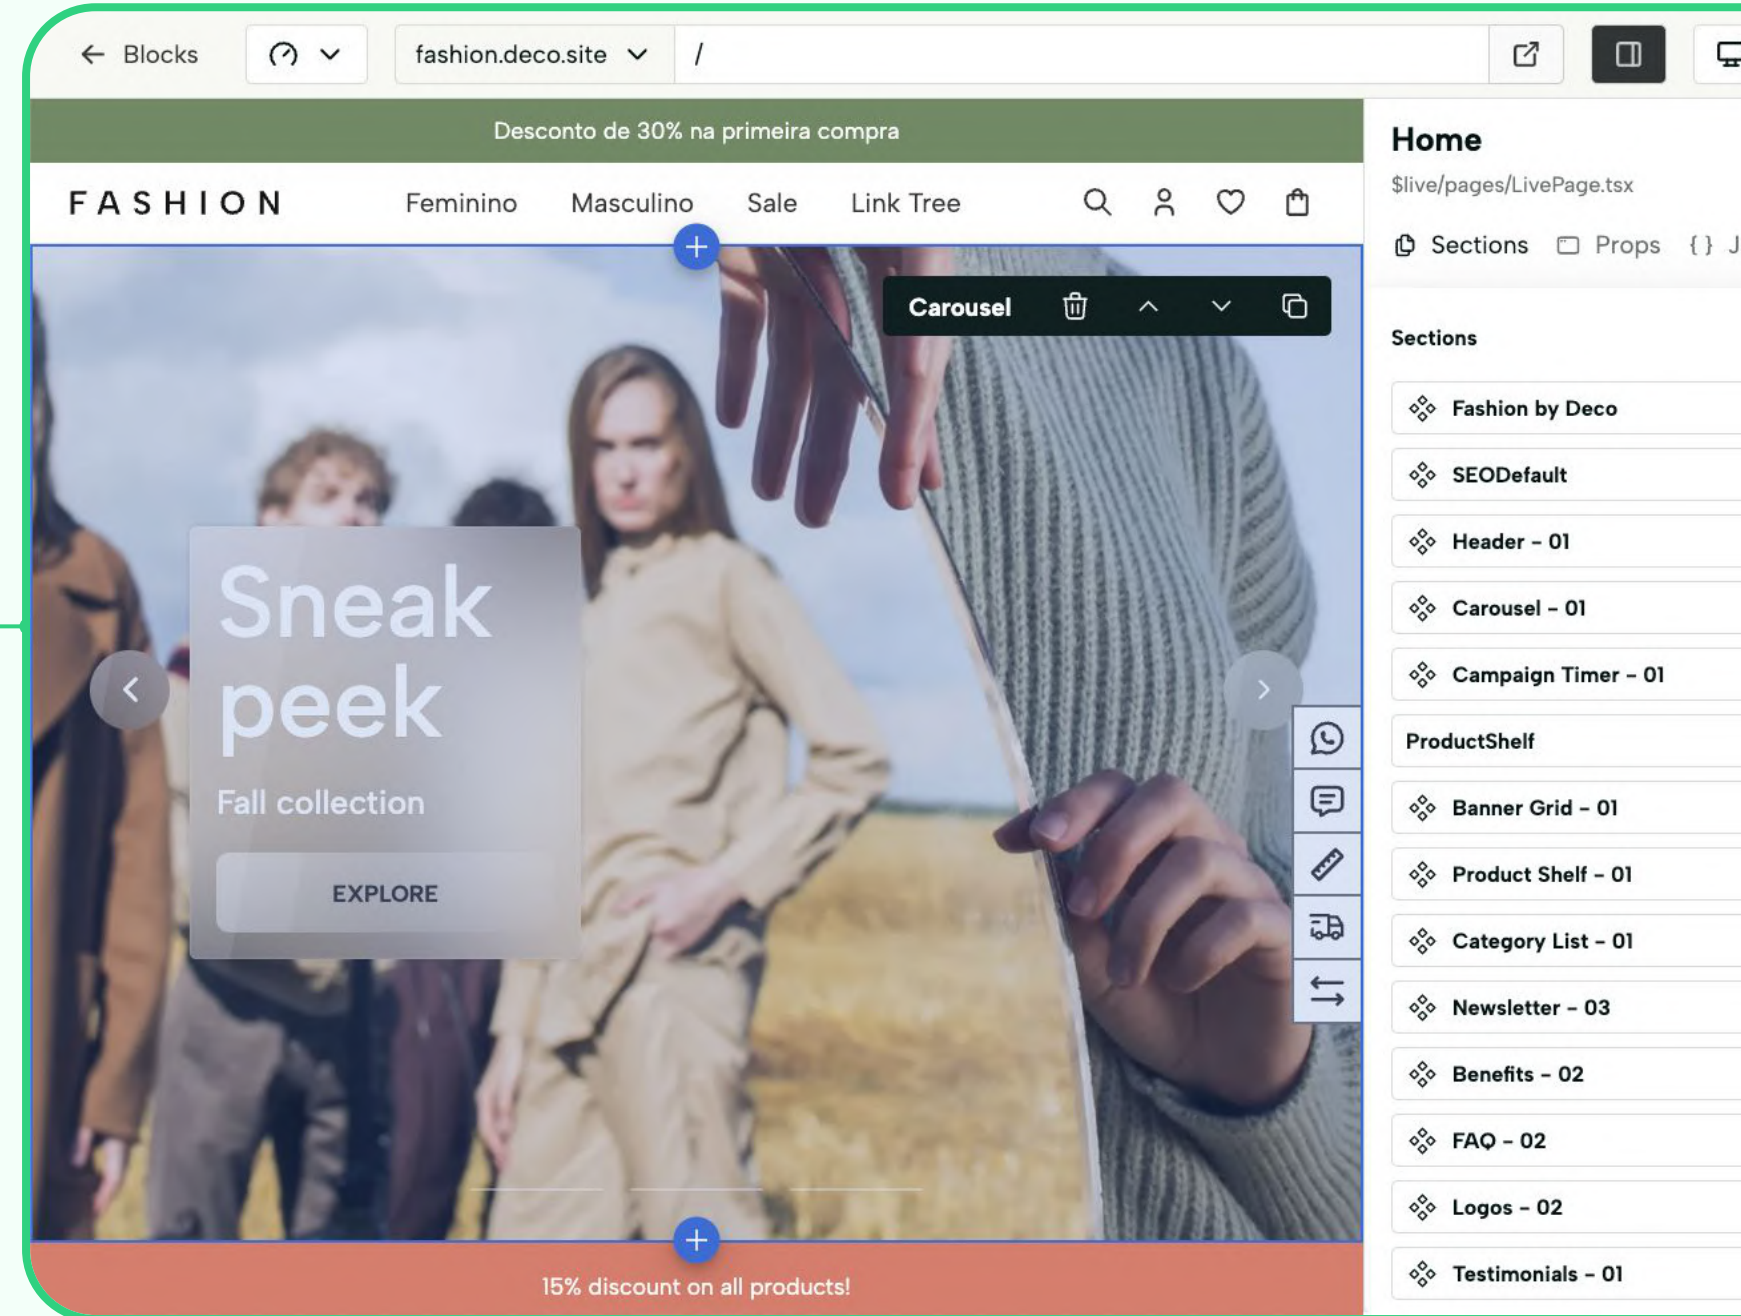 Blocks
fashion.deco.site
/
Desconto de 30% na primeira compra
FASHION
Feminino
Masculino
Sale
Link Tree
Carousel
Sneak
peek
Fall collection
EXPLORE
15% discount on all products!
Home
$live/pages/LivePage.tsx
Sections
Props
{ } J
Sections
Fashion by Deco
SEODefault
Header - 01
Carousel - 01
Campaign Timer - 01
ProductShelf
Banner Grid - 01
Product Shelf - 01
Category List - 01
Newsletter - 03
Benefits - 02
FAQ - 02
Logos - 02
Testimonials - 01